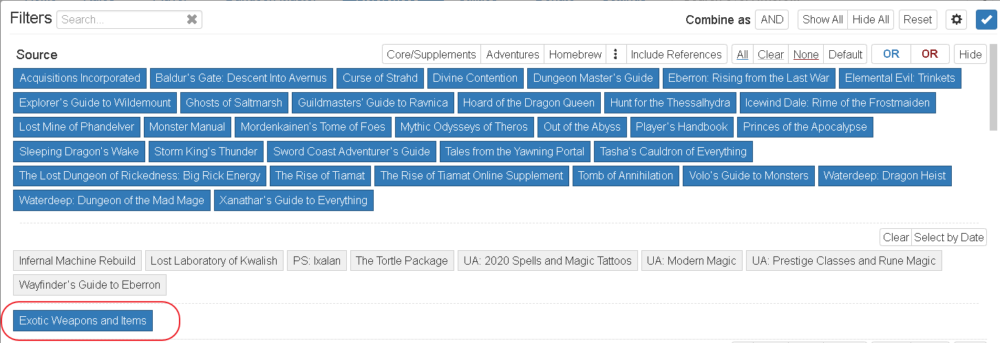 Filters Search... Combine as AND Show All Hide All Reset
Source Core/Supplements Adventures Homebrew Include References All Clear None Default OR OR Hide
Acquisitions Incorporated Baldur's Gate: Descent Into Avernus Curse of Strahd Divine Contention Dungeon Master's Guide Eberron: Rising from the Last War Elemental Evil: Trinkets
Explorer's Guide to Wildemount Ghosts of Saltmarsh Guildmasters' Guide to Ravnica Hoard of the Dragon Queen Hunt for the Thessalhydra Icewind Dale: Rime of the Frostmaiden
Lost Mine of Phandelver Monster Manual Mordenkainen's Tome of Foes Mythic Odysseys of Theros Out of the Abyss Player's Handbook Princes of the Apocalypse
Sleeping Dragon's Wake Storm King's Thunder Sword Coast Adventurer's Guide Tales from the Yawning Portal Tasha's Cauldron of Everything
The Lost Dungeon of Rickedness: Big Rick Energy The Rise of Tiamat The Rise of Tiamat Online Supplement Tomb of Annihilation Volo's Guide to Monsters Waterdeep: Dragon Heist
Waterdeep: Dungeon of the Mad Mage Xanathar's Guide to Everything
Clear Select by Date
Infernal Machine Rebuild Lost Laboratory of Kwalish PS: Ixalan The Tortle Package UA: 2020 Spells and Magic Tattoos UA: Modern Magic UA: Prestige Classes and Rune Magic
Wayfinder's Guide to Eberron
Exotic Weapons and Items